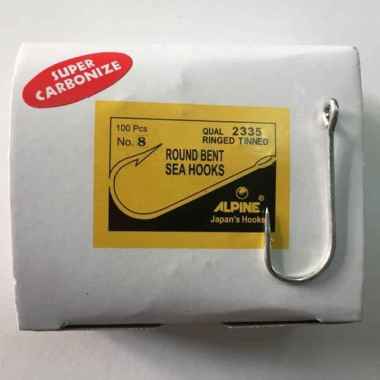 SUPER
CARBONIZE
100 Pcs QUAL 2335
No. 8 RINGED TINNED
ROUND BENT
SEA HOOKS
ALPINE®
Japan's Hooks